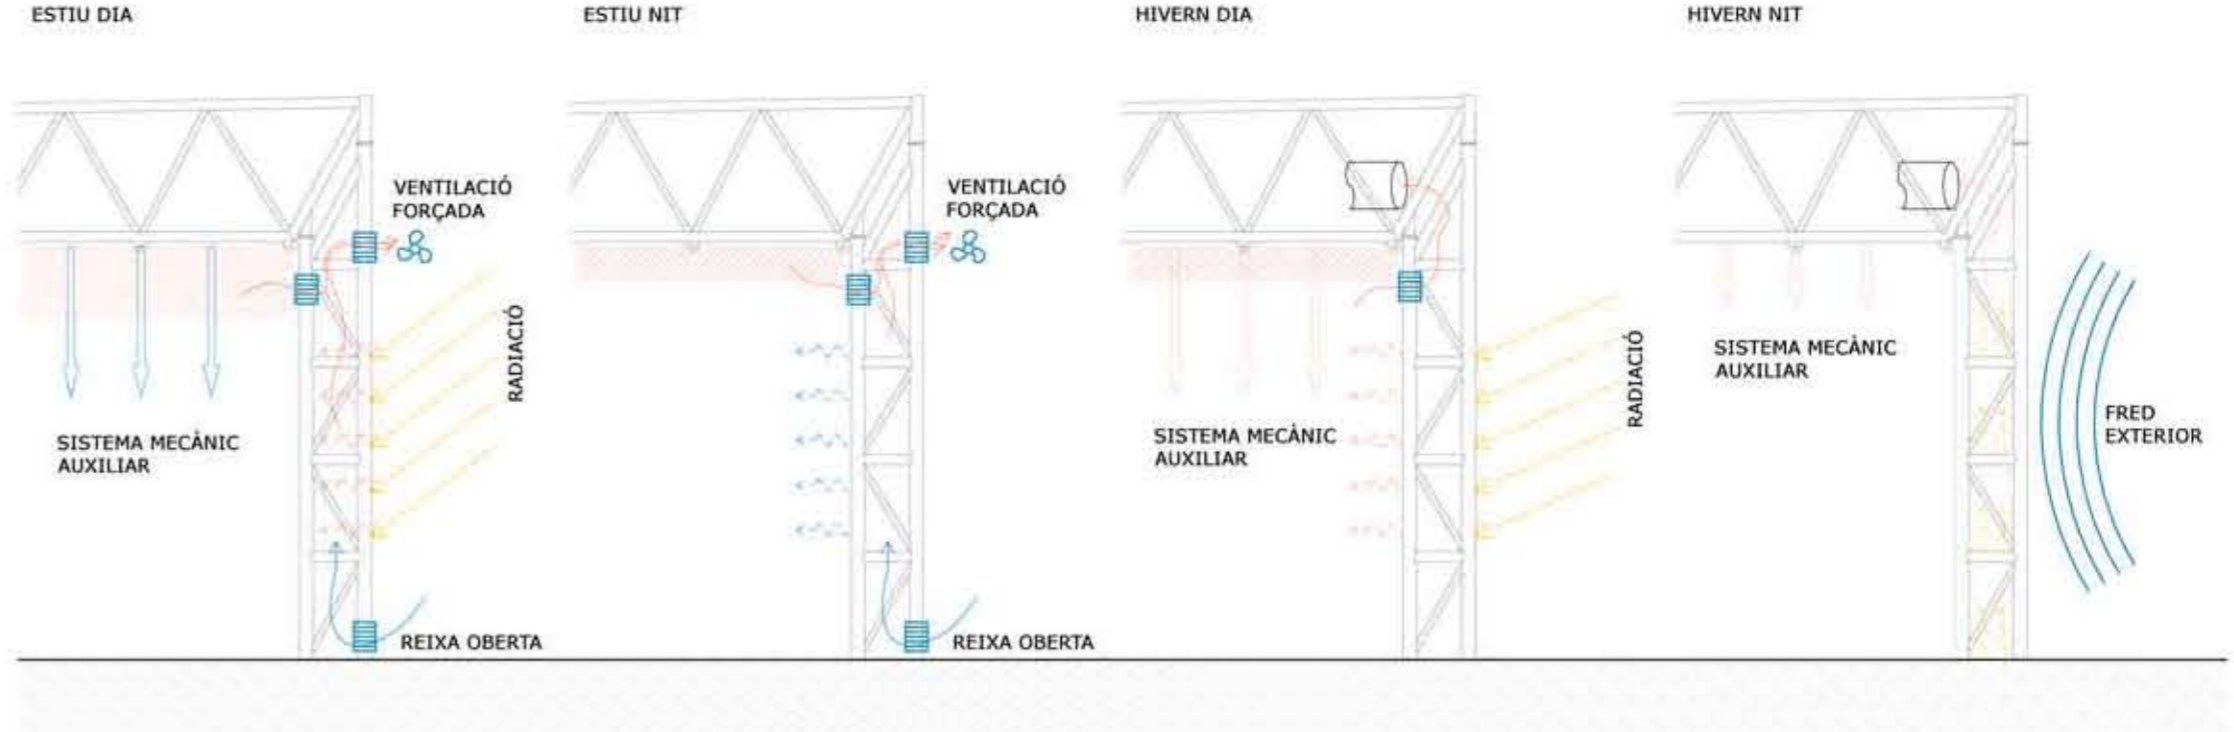 ESTIU DIA
VENTILACIÓ
FORÇADA
RADIACIÓ
SISTEMA MECÀNIC
AUXILIAR
REIXA OBERTA
ESTIU NIT
VENTILACIÓ
FORÇADA
REIXA OBERTA
HIVERN DIA
RADIACIÓ
SISTEMA MECÀNIC
AUXILIAR
HIVERN NIT
SISTEMA MECÀNIC
AUXILIAR
FRED
EXTERIOR